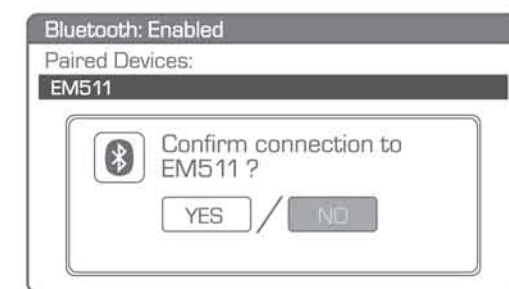 Bluetooth: Enabled
Paired Devices:
EM511
Confirm connection to
EM511 ?
YES / NO